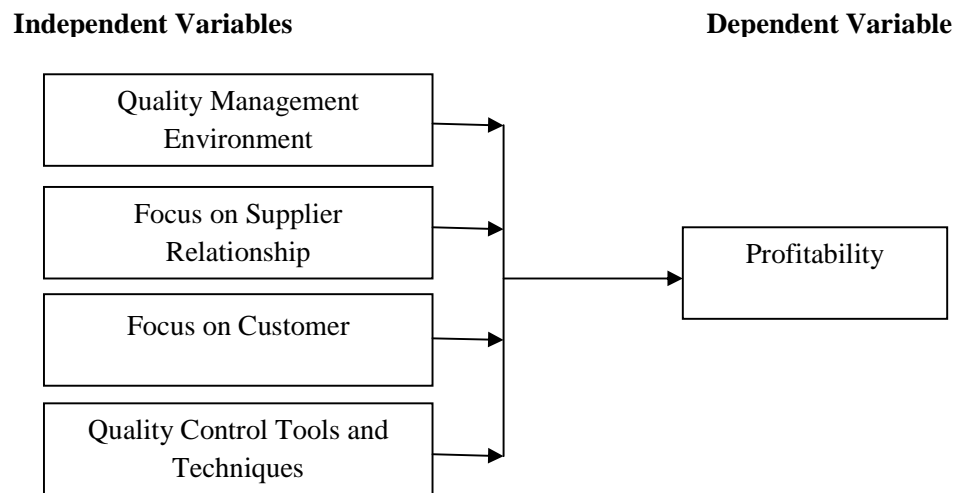 Independent Variables
Dependent Variable
Quality Management
Environment
Focus on Supplier
Relationship
Profitability
Focus on Customer
Quality Control Tools and
Techniques